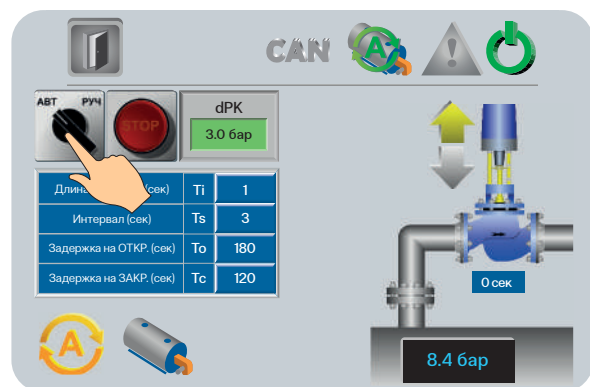 CAN
A
АВТ РУЧ
STOP
dPK
3.0 бар
Длина (сек) Ti 1
Интервал (сек) Ts 3
Задержка на ОТКР. (сек) To 180
Задержка на ЗАКР. (сек) Tc 120
0 сек
A
8.4 бар